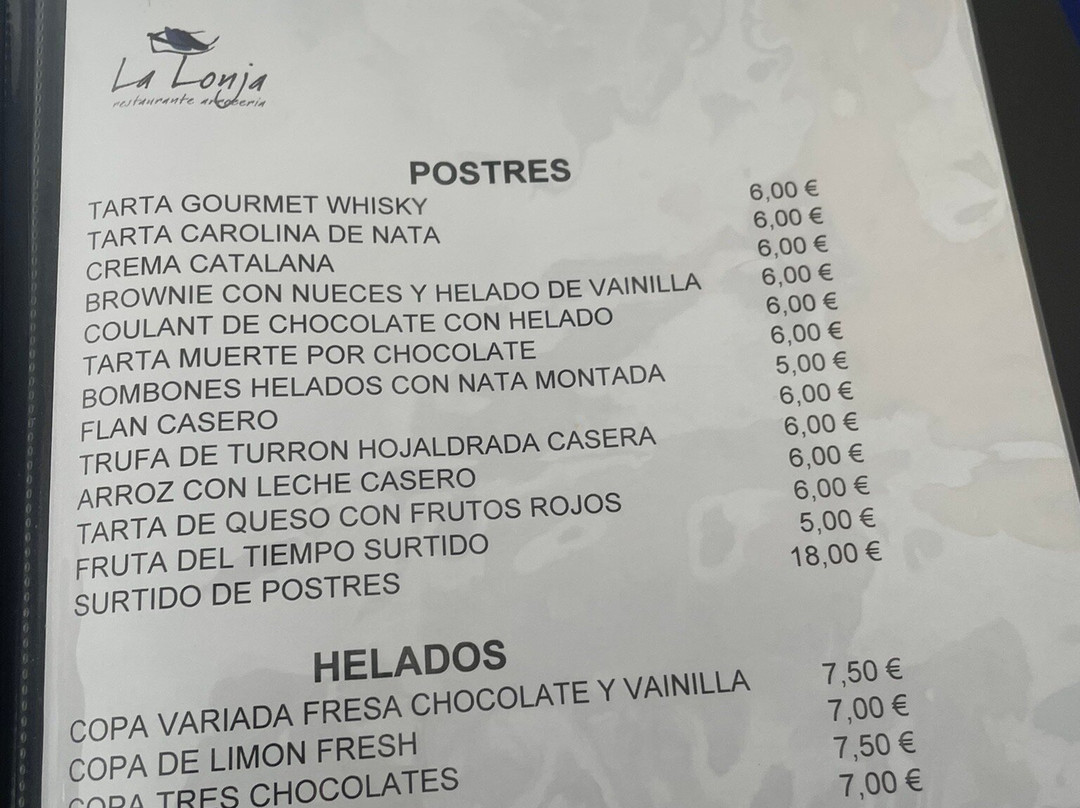 La Lonja
restaurante arroceria
POSTRES
TARTA GOURMET WHISKY 6,00 €
TARTA CAROLINA DE NATA 6,00 €
CREMA CATALANA 6,00 €
BROWNIE CON NUECES Y HELADO DE VAINILLA 6,00 €
COULANT DE CHOCOLATE CON HELADO 6,00 €
TARTA MUERTE POR CHOCOLATE 6,00 €
BOMBONES HELADOS CON NATA MONTADA 5,00 €
FLAN CASERO 6,00 €
TRUFA DE TURRON HOJALDRADA CASERA 6,00 €
ARROZ CON LECHE CASERO 6,00 €
TARTA DE QUESO CON FRUTOS ROJOS 6,00 €
FRUTA DEL TIEMPO SURTIDO 5,00 €
SURTIDO DE POSTRES 18,00 €
HELADOS
COPA VARIADA FRESA CHOCOLATE Y VAINILLA 7,50 €
COPA DE LIMON FRESH 7,00 €
COPA TRES CHOCOLATES 7,50 €
7,00 €